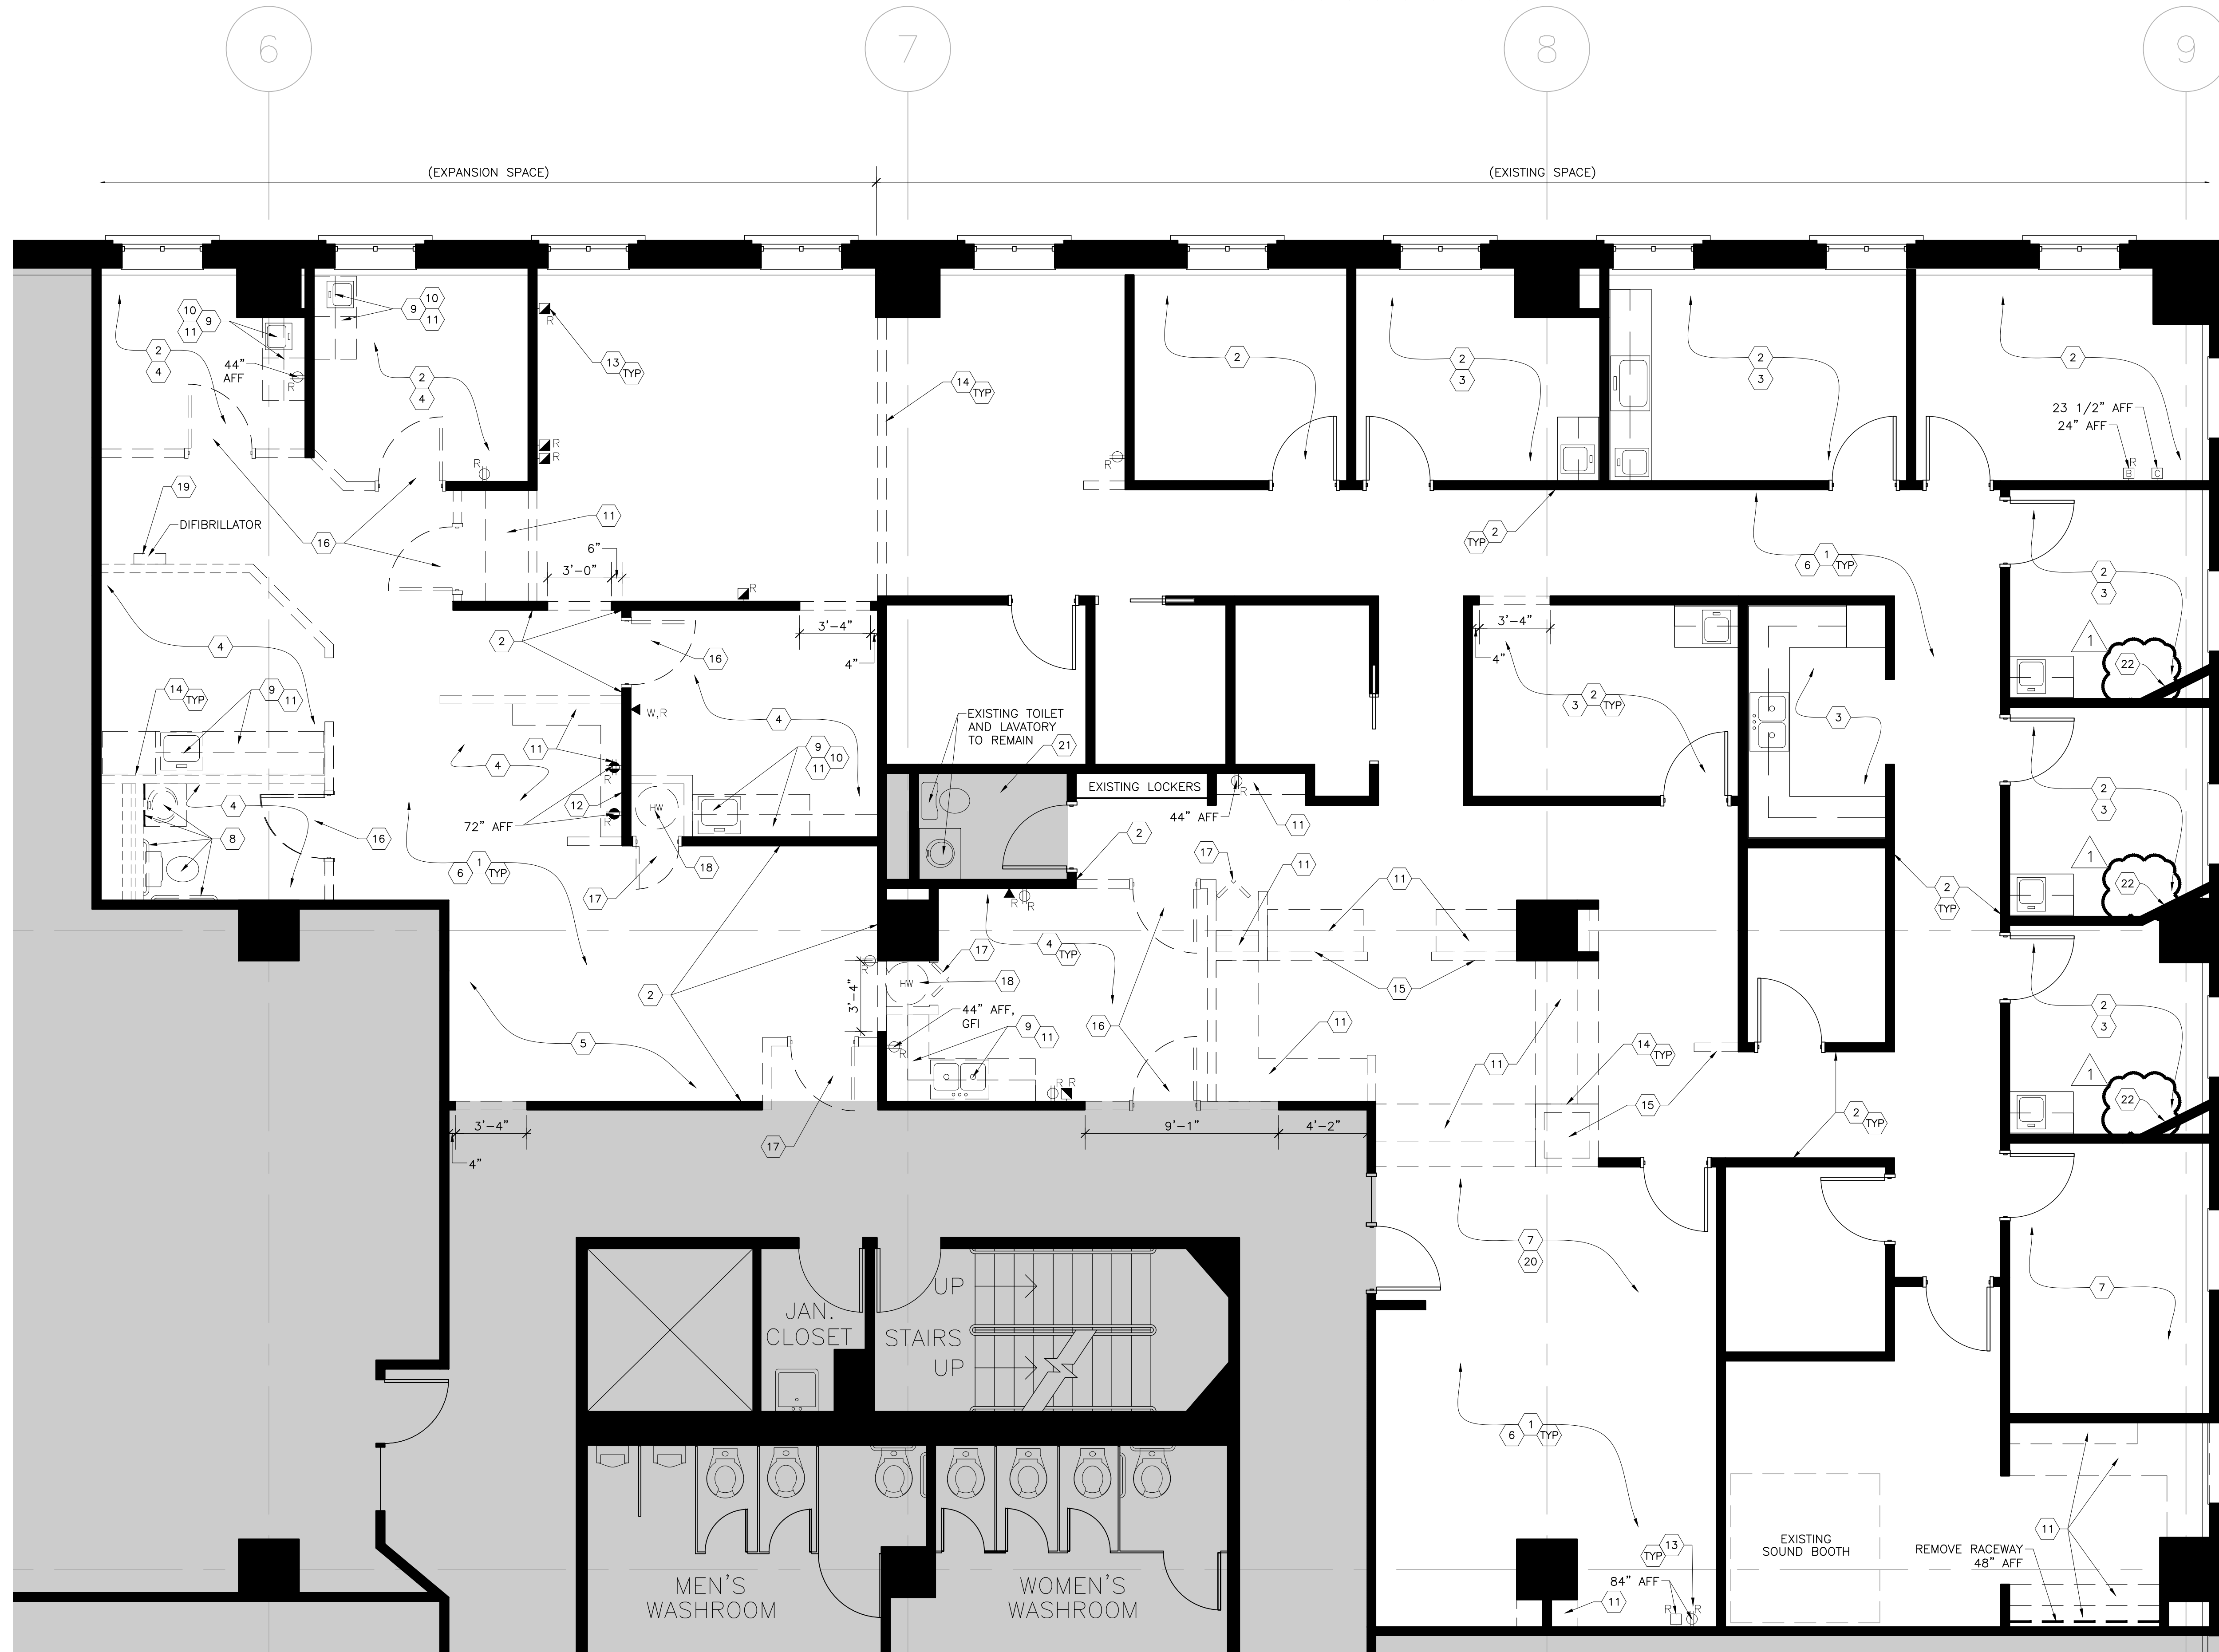 6
7
8
9
(EXPANSION SPACE)
(EXISTING SPACE)
10
9
11
10
9
11
13
TYP
R
2
4
44"
AFF
R
2
4
14
TYP
2
2
3
2
3
2
23 1/2" AFF
24" AFF
R
B
C
R
R
R
R
19
DIFIBRILLATOR
16
11
6"
3'-0"
TYP
2
1
6
TYP
2
3
R
2
3'-4"
4"
16
3'-4"
4"
4
14
TYP
9
11
W,R
4
2
3
TYP
3
1
22
EXISTING TOILET
AND LAVATORY
TO REMAIN
21
11
4
9
10
11
R
12
HW
72" AFF
R
4
8
16
EXISTING LOCKERS
R
44" AFF
11
2
3
1
22
1
6
TYP
18
17
2
17
11
11
R
R
2
TYP
4
TYP
17
R
HW
18
15
2
3'-4"
44" AFF,
GFI
9
11
R
16
11
2
3
1
22
5
14
TYP
11
R
R
15
2
TYP
3'-4"
4"
17
9'-1"
4'-2"
7
20
7
UP
JAN.
CLOSET
STAIRS
UP
1
6
TYP
MEN'S
WASHROOM
WOMEN'S
WASHROOM
13
TYP
84" AFF
R
R
11
EXISTING
SOUND BOOTH
REMOVE RACEWAY
48" AFF
11